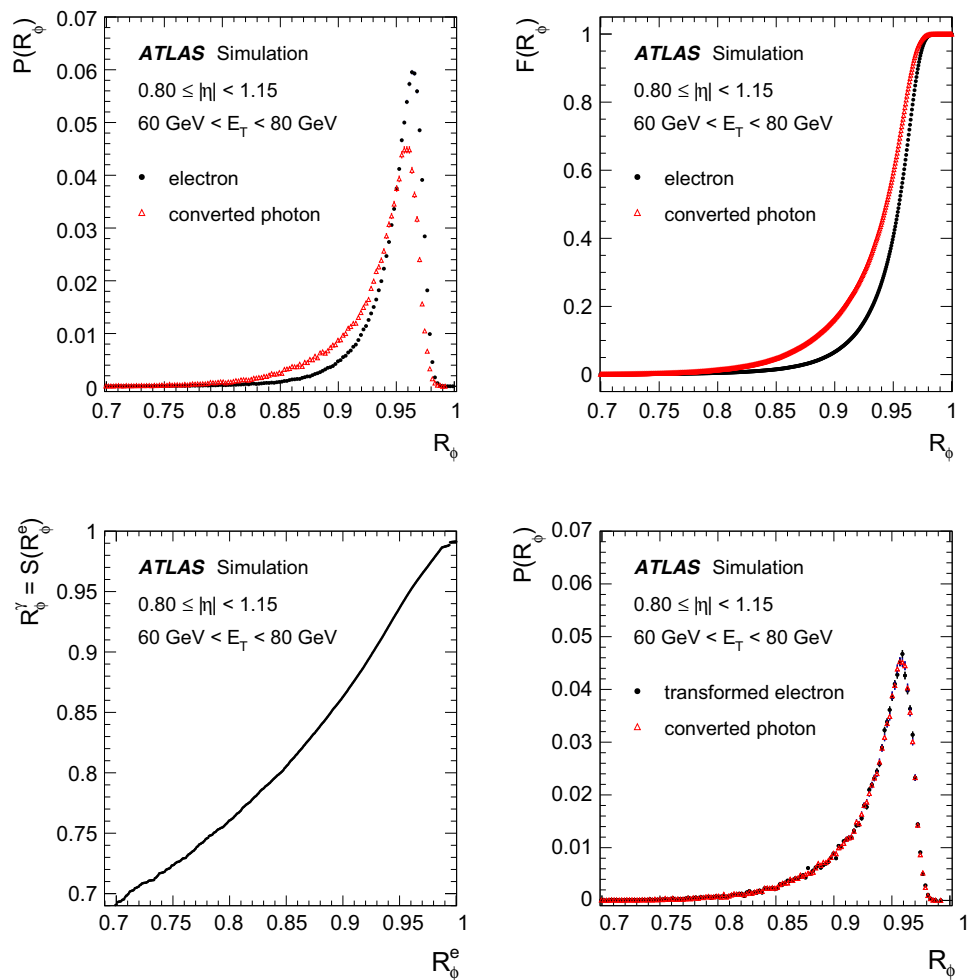 P(R_ϕ)
0.07
0.06
0.05
0.04
0.03
0.02
0.01
0
ATLAS Simulation
0.80 ≤ |η| < 1.15
60 GeV < E_T < 80 GeV
electron
converted photon
0.7 0.75 0.8 0.85 0.9 0.95 1
R_ϕ
F(R_ϕ)
1
0.8
0.6
0.4
0.2
0
ATLAS Simulation
0.80 ≤ |η| < 1.15
60 GeV < E_T < 80 GeV
electron
converted photon
0.7 0.75 0.8 0.85 0.9 0.95 1
R_ϕ
R_ϕ^γ = S(R_ϕ^e)
1
0.95
0.9
0.85
0.8
0.75
0.7
ATLAS Simulation
0.80 ≤ |η| < 1.15
60 GeV < E_T < 80 GeV
0.7 0.75 0.8 0.85 0.9 0.95 1
R_ϕ^e
P(R_ϕ)
0.07
0.06
0.05
0.04
0.03
0.02
0.01
0
ATLAS Simulation
0.80 ≤ |η| < 1.15
60 GeV < E_T < 80 GeV
transformed electron
converted photon
0.7 0.75 0.8 0.85 0.9 0.95 1
R_ϕ